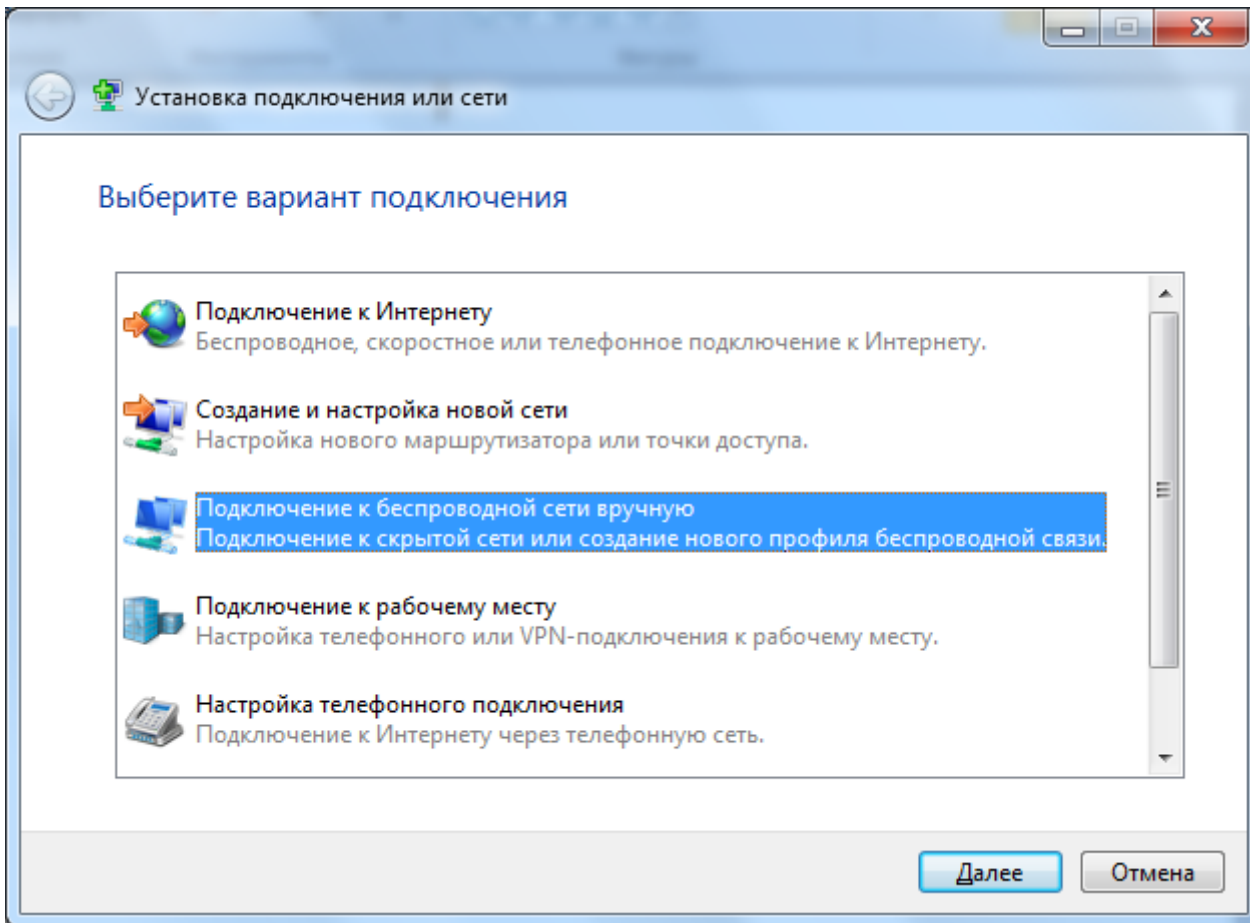 Установка подключения или сети
Выберите вариант подключения
Подключение к Интернету
Беспроводное, скоростное или телефонное подключение к Интернету.
Создание и настройка новой сети
Настройка нового маршрутизатора или точки доступа.
Подключение к беспроводной сети вручную
Подключение к скрытой сети или создание нового профиля беспроводной связи.
Подключение к рабочему месту
Настройка телефонного или VPN-подключения к рабочему месту.
Настройка телефонного подключения
Подключение к Интернету через телефонную сеть.
Далее
Отмена